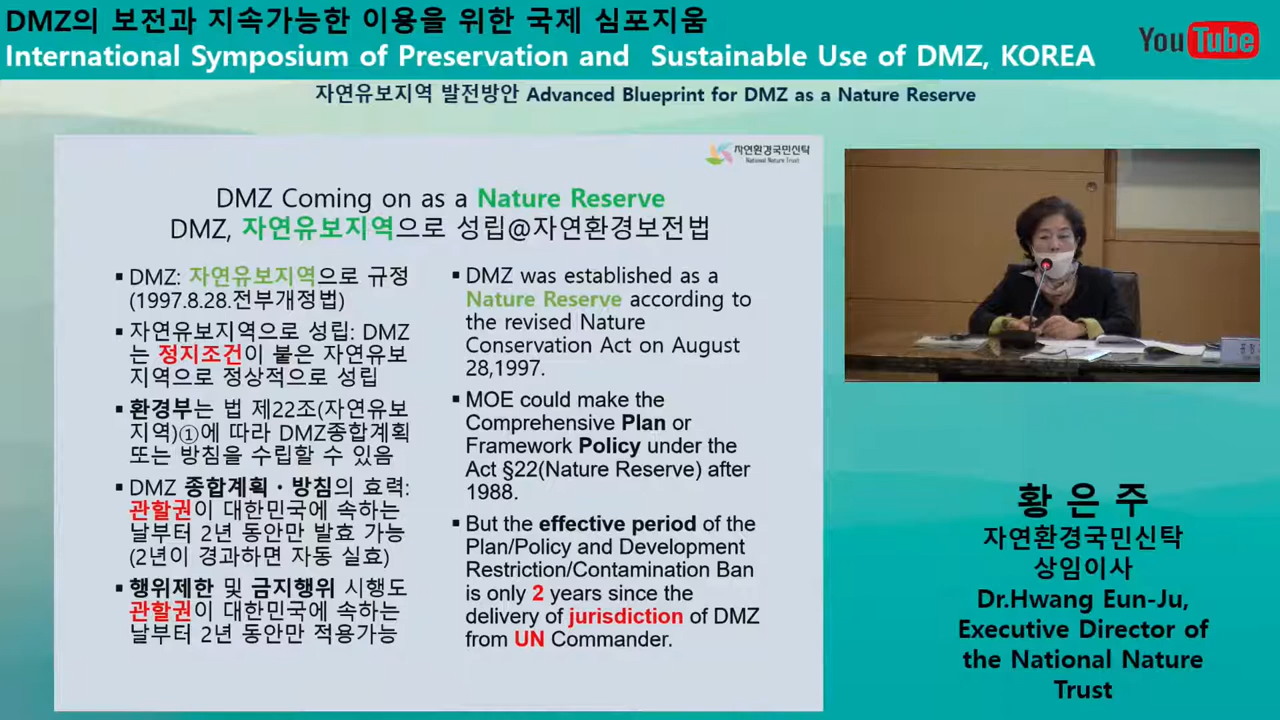 DMZ의 보전과 지속가능한 이용을 위한 국제 심포지움
International Symposium of Preservation and Sustainable Use of DMZ, KOREA
YouTube
자연유보지역 발전방안 Advanced Blueprint for DMZ as a Nature Reserve
자연환경국민신탁
National Nature Trust
DMZ Coming on as a Nature Reserve
DMZ, 자연유보지역으로 성립@자연환경보전법
▪ DMZ: 자연유보지역으로 규정
(1997.8.28.전부개정법)
▪ 자연유보지역으로 성립: DMZ
는 정지조건이 붙은 자연유보
지역으로 정상적으로 성립
▪ 환경부는 법 제22조(자연유보
지역)①에 따라 DMZ종합계획
또는 방침을 수립할 수 있음
▪ DMZ 종합계획・방침의 효력:
관할권이 대한민국에 속하는
날부터 2년 동안만 발효 가능
(2년이 경과하면 자동 실효)
▪ 행위제한 및 금지행위 시행도
관할권이 대한민국에 속하는
날부터 2년 동안만 적용가능
▪ DMZ was established as a
Nature Reserve according to
the revised Nature
Conservation Act on August
28,1997.
▪ MOE could make the
Comprehensive Plan or
Framework Policy under the
Act §22(Nature Reserve) after
1988.
▪ But the effective period of the
Plan/Policy and Development
Restriction/Contamination Ban
is only 2 years since the
delivery of jurisdiction of DMZ
from UN Commander.
황 은 주
자연환경국민신탁
상임이사
Dr.Hwang Eun-Ju,
Executive Director of
the National Nature
Trust